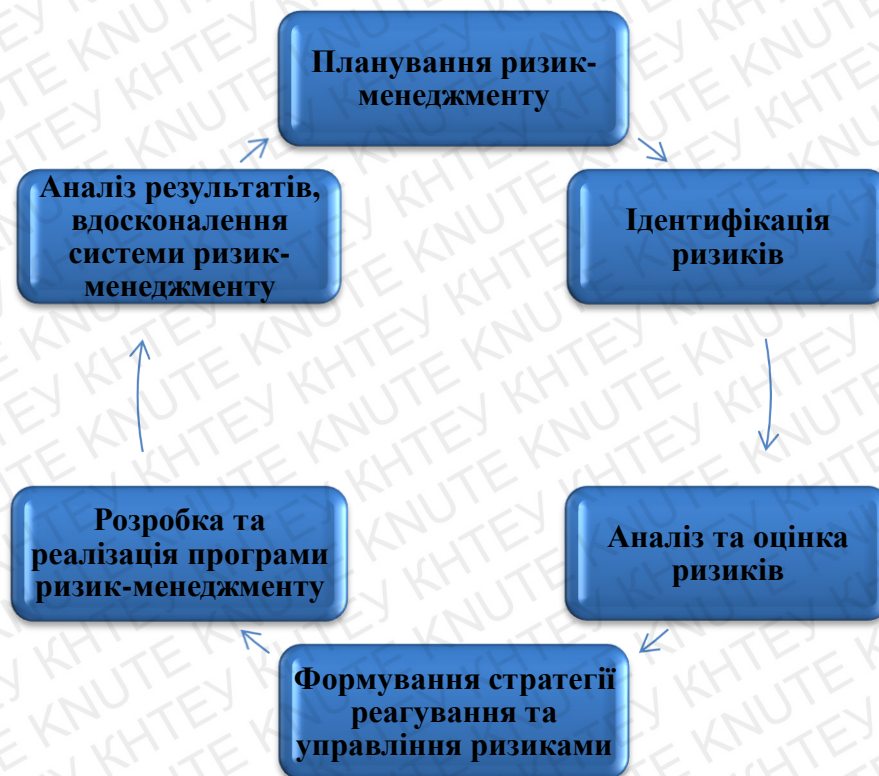 Планування ризик-
менеджменту
Ідентифікація
ризиків
Аналіз та оцінка
ризиків
Формування стратегії
реагування та
управління ризиками
Розробка та
реалізація програми
ризик-менеджменту
Аналіз результатів,
вдосконалення
системи ризик-
менеджменту